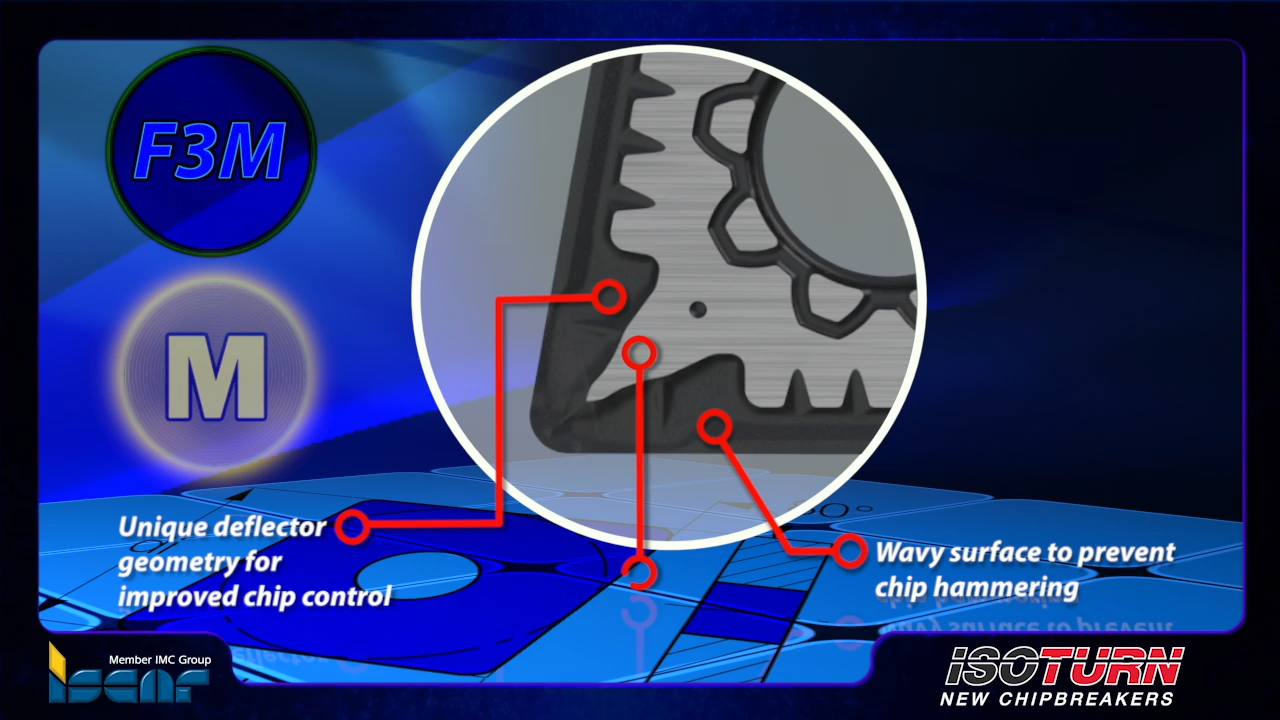 F3M
M
Unique deflector
geometry for
improved chip control
Wavy surface to prevent
chip hammering
Member IMC Group
iscar
ISOTURN
NEW CHIPBREAKERS